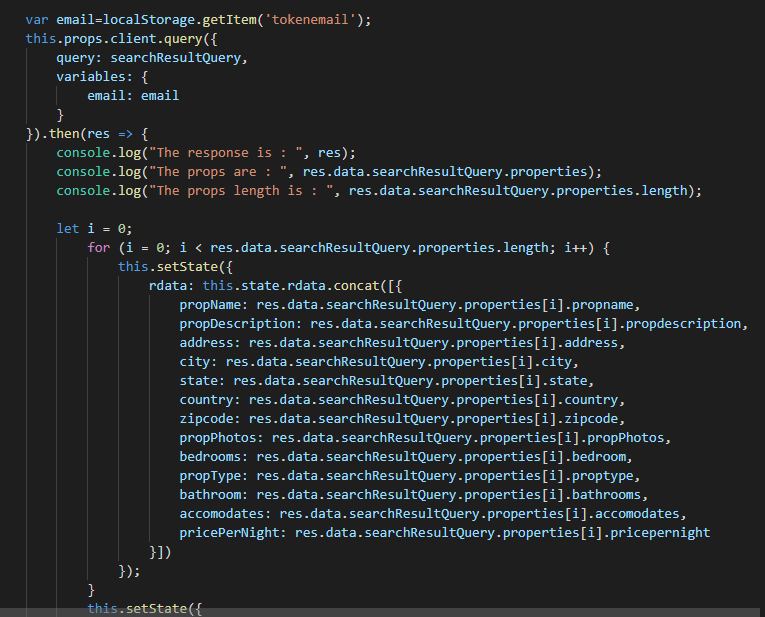 var email=localStorage.getItem('tokenemail');
this.props.client.query({
    query: searchResultQuery,
    variables: {
        email: email
    }
}).then(res => {
    console.log("The response is : ", res);
    console.log("The props are : ", res.data.searchResultQuery.properties);
    console.log("The props length is : ", res.data.searchResultQuery.properties.length);

    let i = 0;
        for (i = 0; i < res.data.searchResultQuery.properties.length; i++) {
            this.setState({
                rdata: this.state.rdata.concat([{
                    propName: res.data.searchResultQuery.properties[i].propname,
                    propDescription: res.data.searchResultQuery.properties[i].propdescription,
                    address: res.data.searchResultQuery.properties[i].address,
                    city: res.data.searchResultQuery.properties[i].city,
                    state: res.data.searchResultQuery.properties[i].state,
                    country: res.data.searchResultQuery.properties[i].country,
                    zipcode: res.data.searchResultQuery.properties[i].zipcode,
                    propPhotos: res.data.searchResultQuery.properties[i].propPhotos,
                    bedrooms: res.data.searchResultQuery.properties[i].bedroom,
                    propType: res.data.searchResultQuery.properties[i].proptype,
                    bathroom: res.data.searchResultQuery.properties[i].bathrooms,
                    accomodates: res.data.searchResultQuery.properties[i].accomodates,
                    pricePerNight: res.data.searchResultQuery.properties[i].pricepernight
                }])
            });
        }
        this.setState({